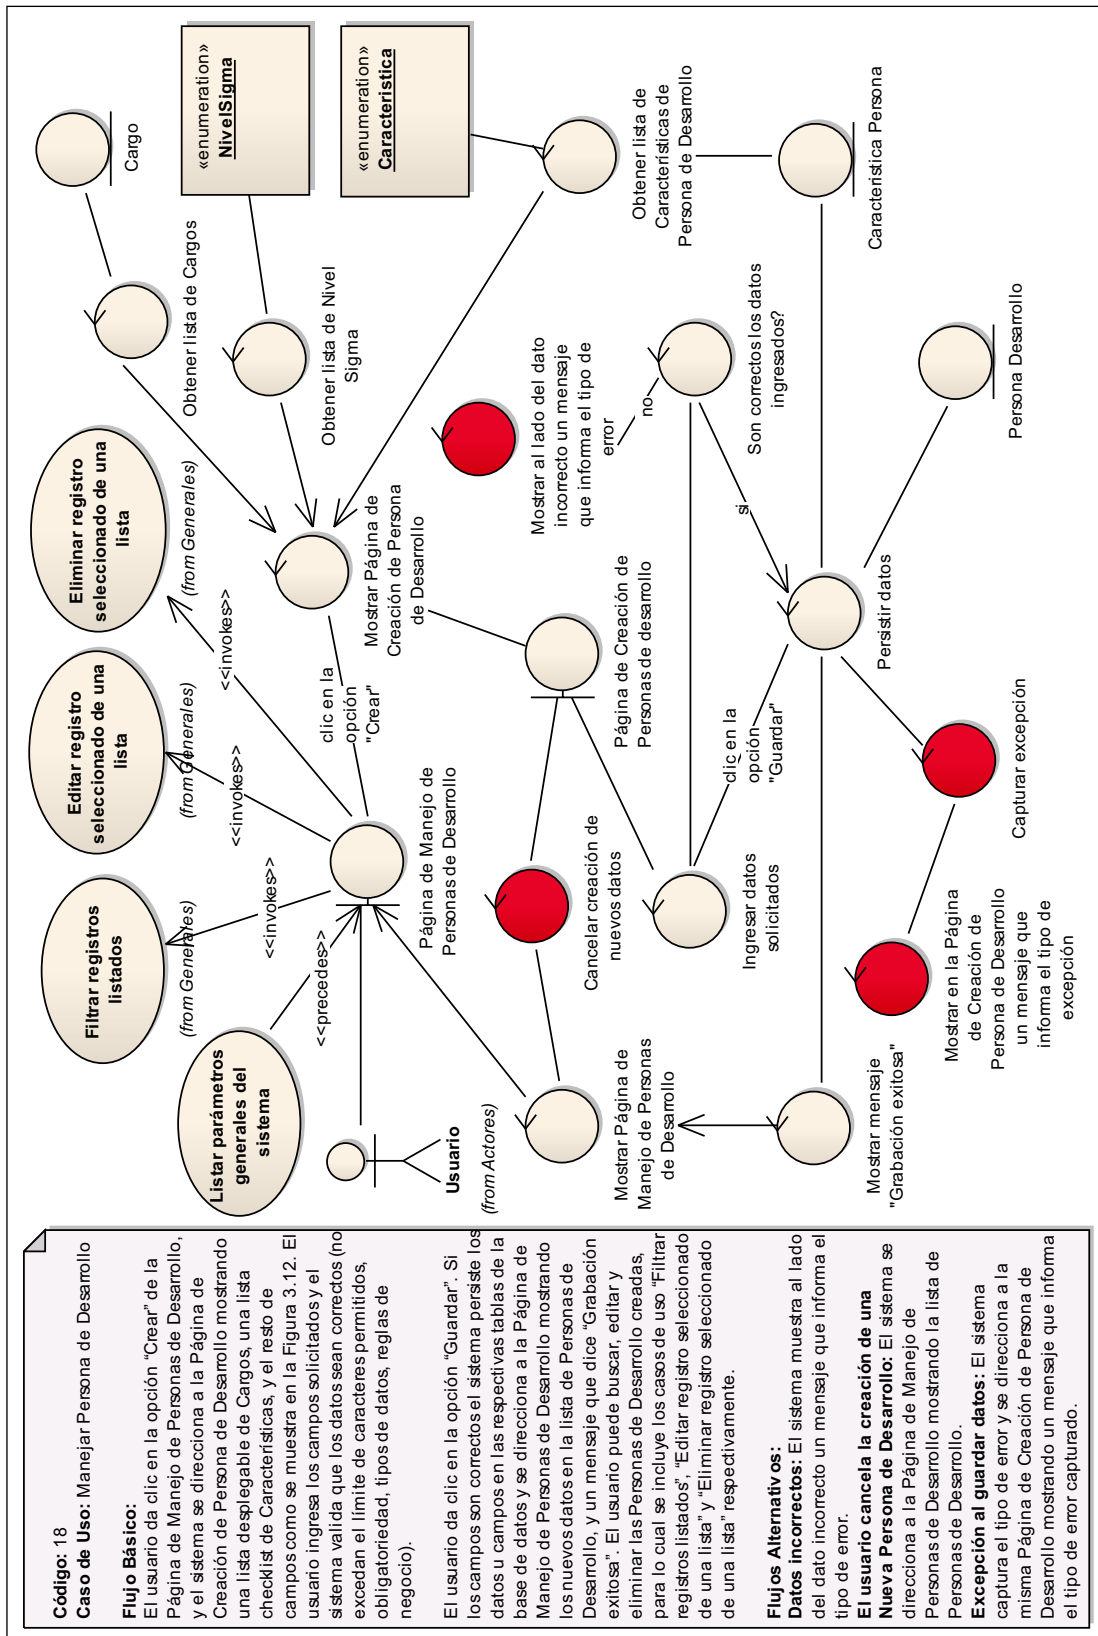 Código: 18
Caso de Uso: Manejar Persona de Desarrollo
Flujo Básico:
El usuario da clic en la opción “Crear” de la
Página de Manejo de Personas de Desarrollo,
y el sistema se direcciona a la Página de
Creación de Persona de Desarrollo mostrando
una lista desplegable de Cargos, una lista
checklist de Características, y el resto de
campos como se muestra en la Figura 3.12. El
usuario ingresa los campos solicitados y el
sistema valida que los datos sean correctos (no
excedan el límite de caracteres permitidos,
obligatoriedad, tipos de datos, reglas de
negocio).
El usuario da clic en la opción “Guardar”. Si
los campos son correctos el sistema persiste los
datos u campos en las respectivas tablas de la
base de datos y se direcciona a la Página de
Manejo de Personas de Desarrollo mostrando
los nuevos datos en la lista de Personas de
Desarrollo, y un mensaje que dice “Grabación
exitosa”. El usuario puede buscar, editar y
eliminar las Personas de Desarrollo creadas,
para lo cual se incluye los casos de uso “Filtrar
registros listados”, “Editar registro seleccionado
de una lista” y “Eliminar registro seleccionado
de una lista” respectivamente.
Flujos Alternativos:
Datos incorrectos: El sistema muestra al lado
del dato incorrecto un mensaje que informa el
tipo de error.
El usuario cancela la creación de una
Nueva Persona de Desarrollo: El sistema se
direcciona a la Página de Manejo de
Personas de Desarrollo mostrando la lista de
Personas de Desarrollo.
Excepción al guardar datos: El sistema
captura el tipo de error y se direcciona a la
misma Página de Creación de Persona de
Desarrollo mostrando un mensaje que informa
el tipo de error capturado.
Filtrar registros
listados
(from Generales)
Editar registro
seleccionado de una
lista
(from Generales)
Eliminar registro
seleccionado de una
lista
(from Generales)
Cargo
Obtener lista de Cargos
«enumeration»
NivelSigma
Obtener lista de Nivel
Sigma
«enumeration»
Caracteristica
Obtener lista de
Características de
Persona de Desarrollo
Listar parámetros
generales del
sistema
<<precedes>>
<<invokes>>
<<invokes>>
<<invokes>>
Usuario
(from Actores)
Página de Manejo de
Personas de Desarrollo
clic en la
opción
"Crear"
Mostrar Página de
Creación de Persona
de Desarrollo
Mostrar Página de
Manejo de Personas
de Desarrollo
Cancelar creación de
nuevos datos
Página de Creación de
Personas de desarrollo
Mostrar al lado del dato
incorrecto un mensaje
que informa el tipo de
error
no
Ingresar datos
solicitados
clic en la
opción
"Guardar"
si
Son correctos los datos
ingresados?
Caracteristica Persona
Mostrar mensaje
"Grabación exitosa"
Persistir datos
Persona Desarrollo
Mostrar en la Página
de Creación de
Persona de Desarrollo
un mensaje que
informa el tipo de
excepción
Capturar excepción